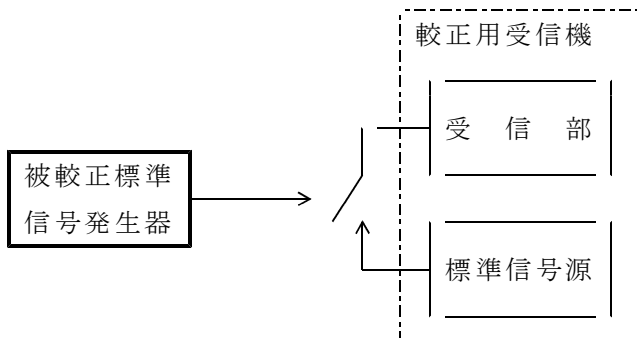 較正用受信機
受信部
被較正標準
信号発生器
標準信号源